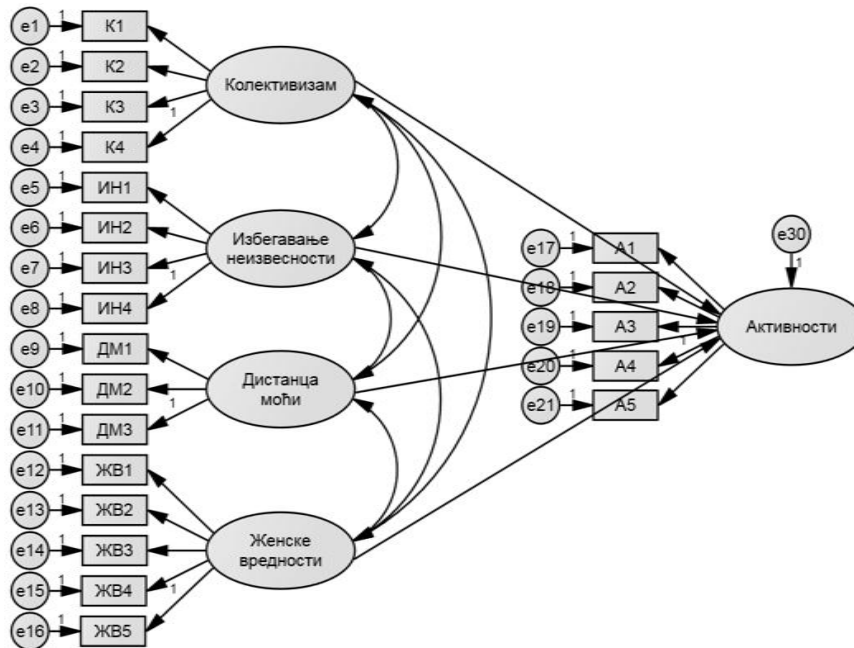 e1 1 К1
e2 1 К2
e3 1 К3
e4 1 К4
1
Колективизам
e5 1 ИН1
e6 1 ИН2
e7 1 ИН3
e8 1 ИН4
1
Избегавање
неизвесности
e9 1 ДМ1
e10 1 ДМ2
e11 1 ДМ3
1
Дистанца
моћи
e12 1 ЖВ1
e13 1 ЖВ2
e14 1 ЖВ3
e15 1 ЖВ4
e16 1 ЖВ5
1
Женске
вредности
e17 1 А1
e18 1 А2
e19 1 А3
e20 1 А4
e21 1 А5
1
e30
1
Активности